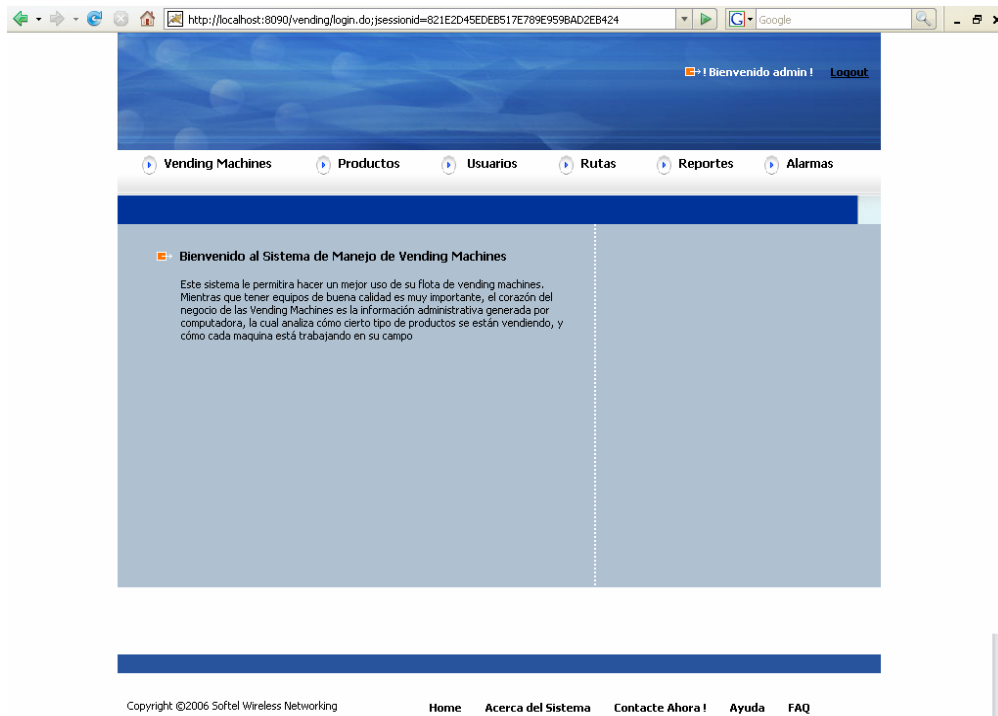 http://localhost:8090/vending/login.do;jsessionid=821E2D45EDEB517E789E959BAD2EB424
G
Google
! Bienvenido admin ! Logout
Vending Machines Productos Usuarios Rutas Reportes Alarmas
Bienvenido al Sistema de Manejo de Vending Machines
Este sistema le permitira hacer un mejor uso de su flota de vending machines.
Mientras que tener equipos de buena calidad es muy importante, el corazón del
negocio de las Vending Machines es la información administrativa generada por
computadora, la cual analiza cómo cierto tipo de productos se están vendiendo, y
cómo cada maquina está trabajando en su campo
Copyright ©2006 Softel Wireless Networking
Home Acerca del Sistema Contacte Ahora ! Ayuda FAQ